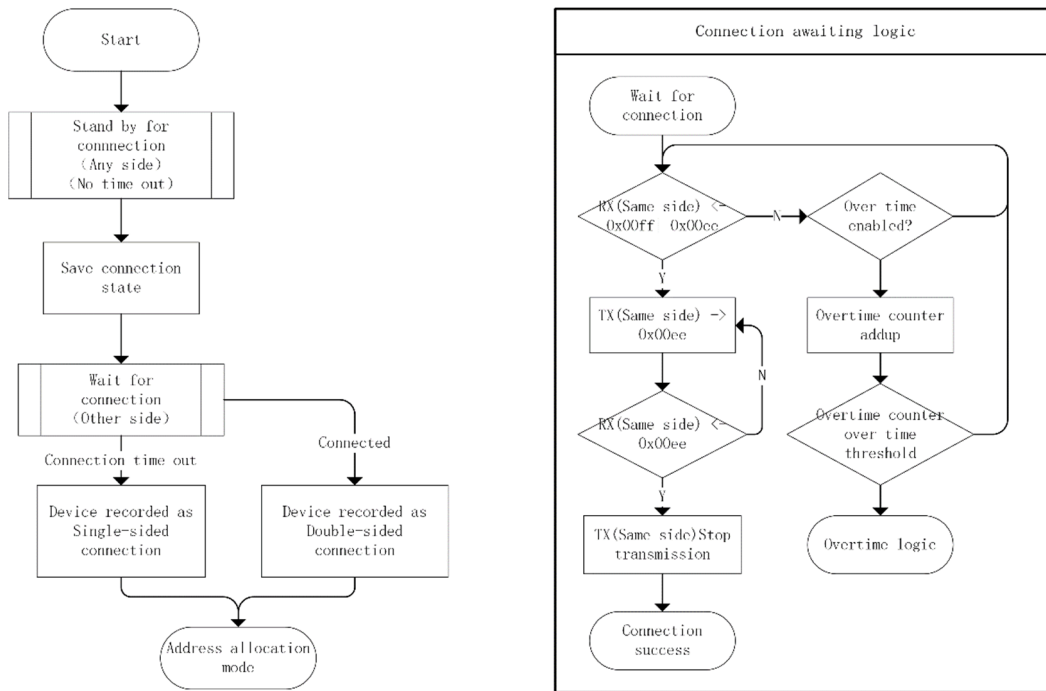 Start
Stand by for
connnection
(Any side)
(No time out)
Save connection
state
Wait for
connection
(Other side)
Connection time out
Connected
Device recorded as
Single-sided
connection
Device recorded as
Double-sided
connection
Address allocation
mode
Connection awaiting logic
Wait for
connection
RX(Same side) <-
0x00ff 0x00ee
N
Over time
enabled?
Y
TX(Same side) ->
0x00ee
Overtime counter
addup
N
RX(Same side) <-
0x00ee
Overtime counter
over time
threshold
Y
TX(Same side)Stop
transmission
Overtime logic
Connection
success